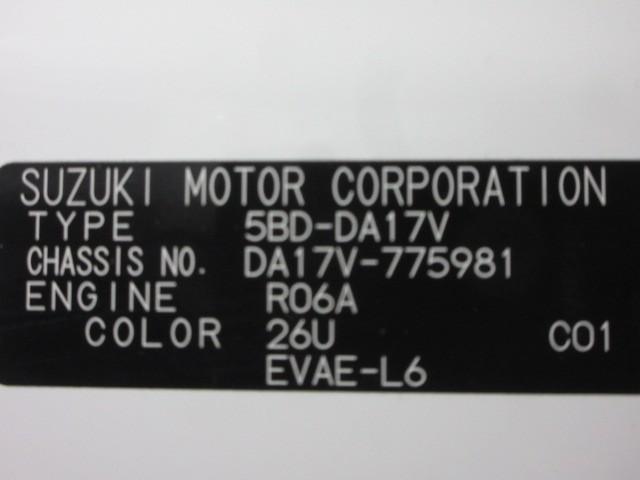 SUZUKI MOTOR CORPORATION
TYPE 5BD-DA17V
CHASSIS NO. DA17V-775981
ENGINE R06A
COLOR 26U C01
EVAE-L6